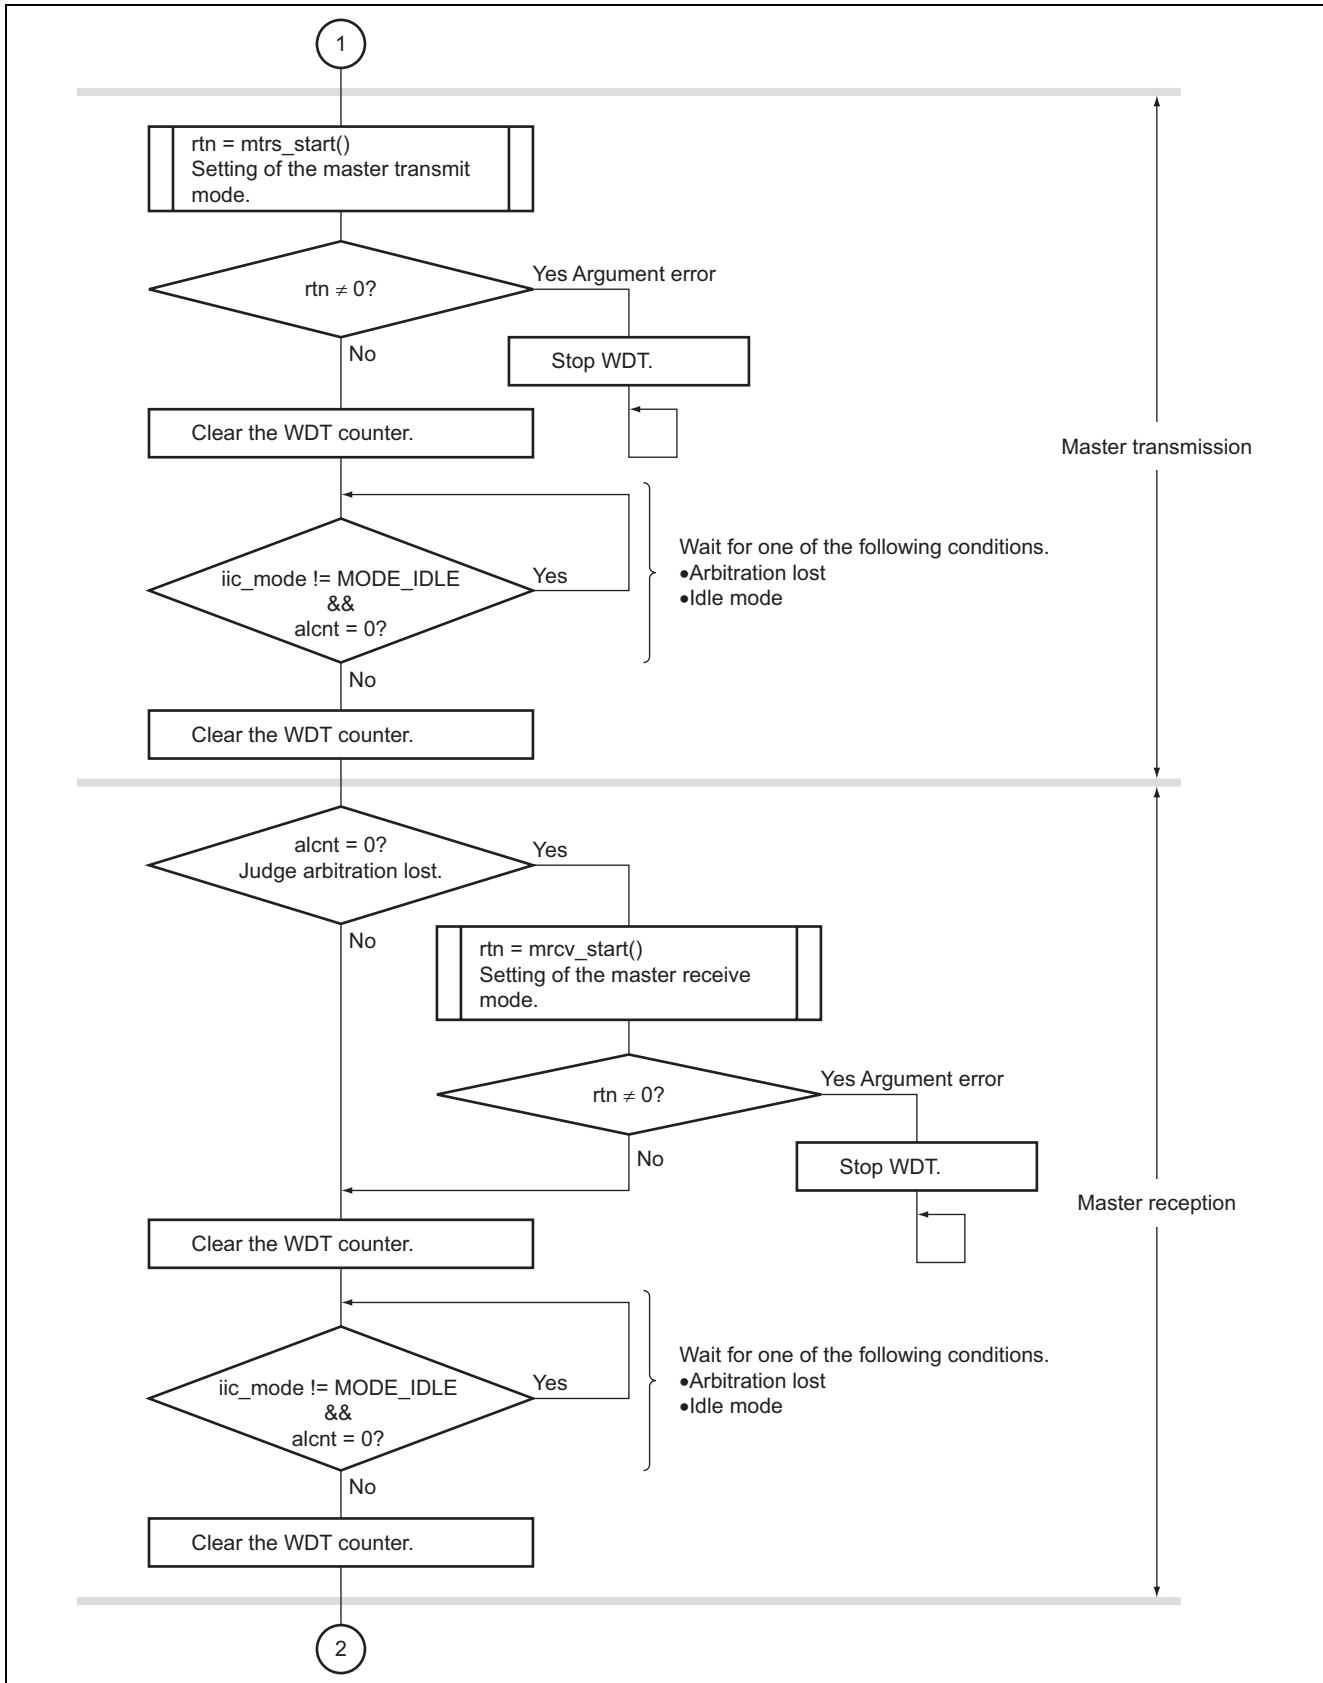 1
rtn = mtrs_start()
Setting of the master transmit
mode.
rtn ≠ 0?
Yes Argument error
No
Stop WDT.
Clear the WDT counter.
Master transmission
iic_mode != MODE_IDLE
&&
alcnt = 0?
Yes
Wait for one of the following conditions.
•Arbitration lost
•Idle mode
No
Clear the WDT counter.
alcnt = 0?
Judge arbitration lost.
Yes
No
rtn = mrcv_start()
Setting of the master receive
mode.
rtn ≠ 0?
Yes Argument error
No
Stop WDT.
Master reception
Clear the WDT counter.
iic_mode != MODE_IDLE
&&
alcnt = 0?
Yes
Wait for one of the following conditions.
•Arbitration lost
•Idle mode
No
Clear the WDT counter.
2